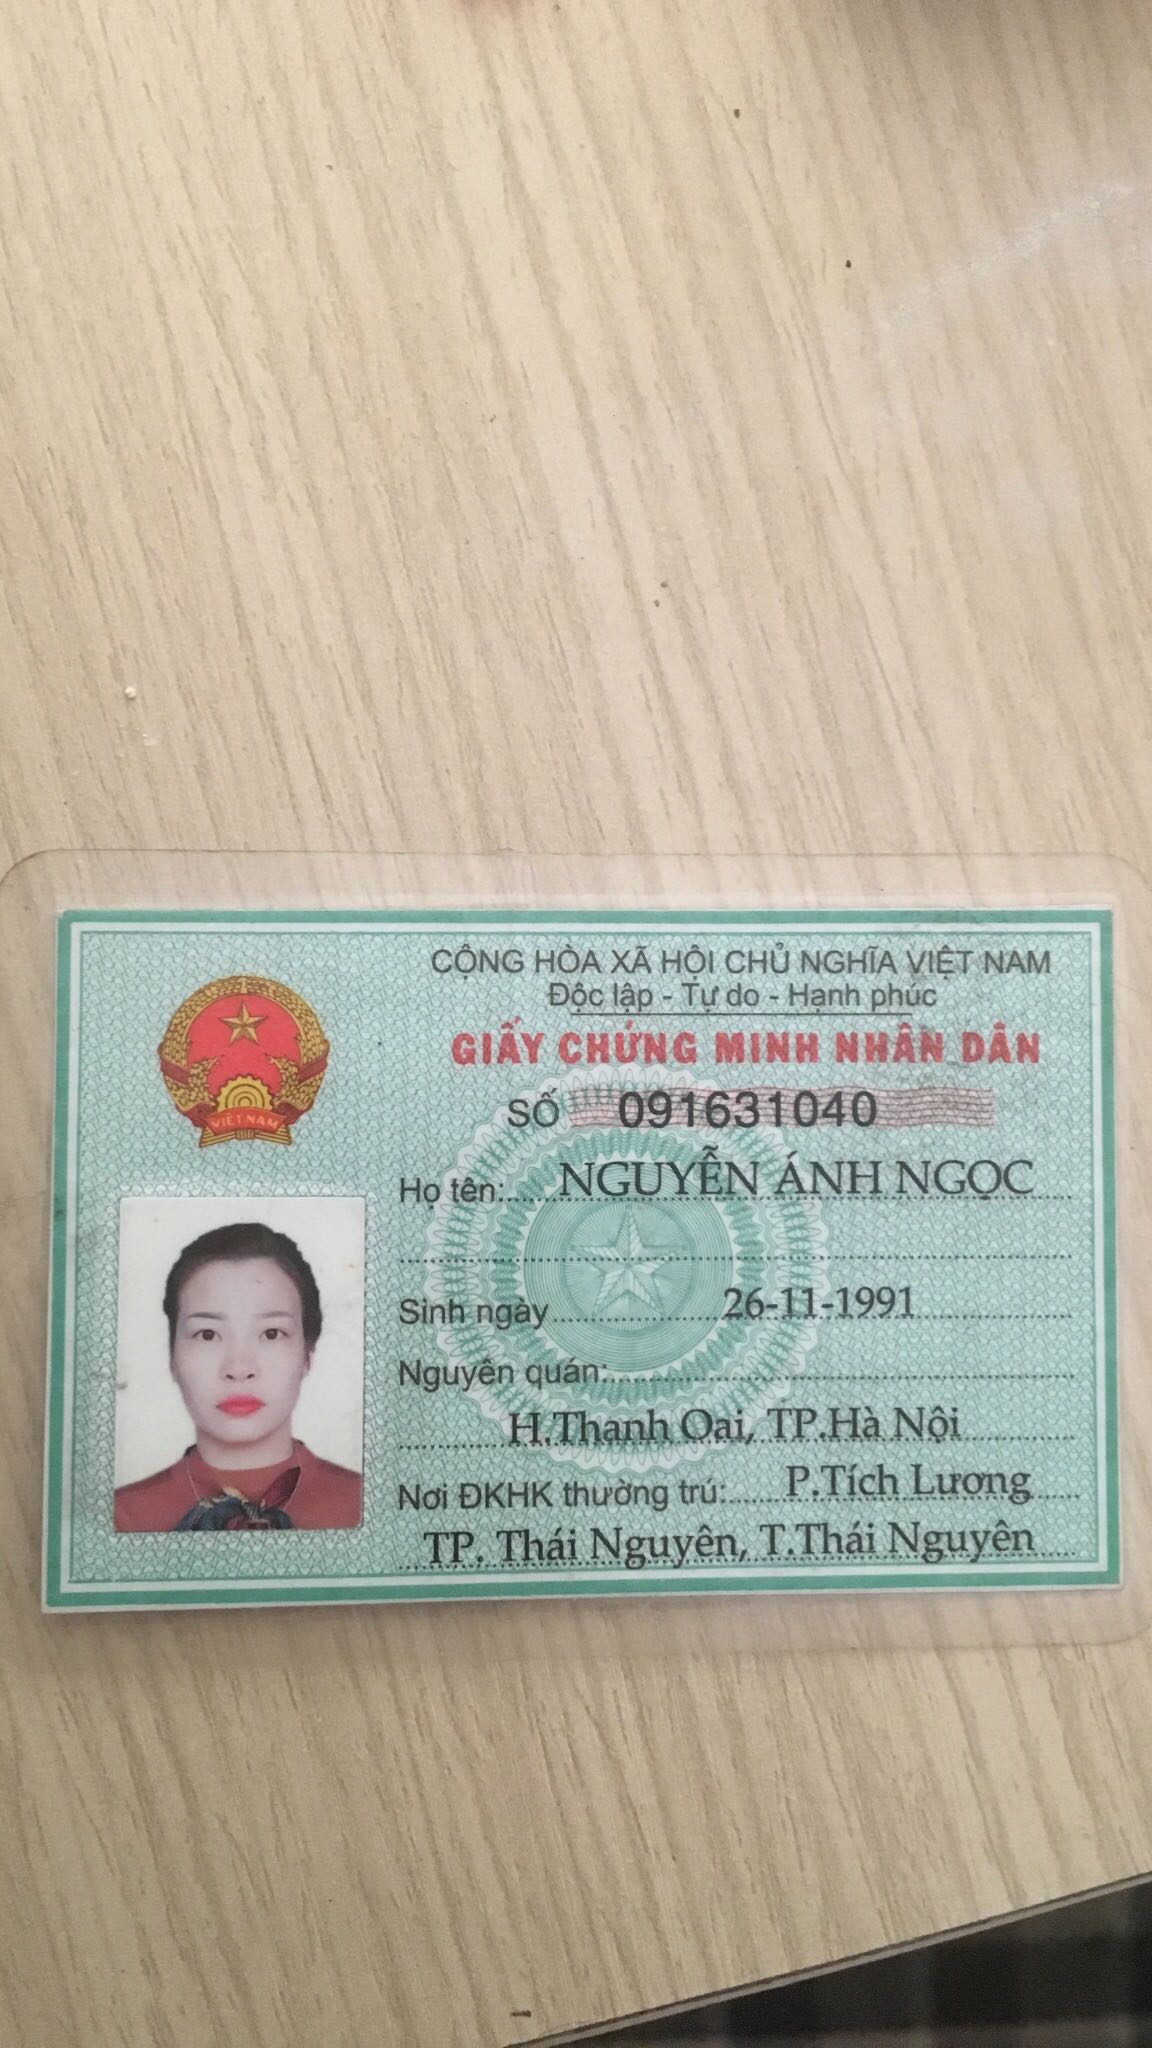 CỘNG HÒA XÃ HỘI CHỦ NGHĨA VIỆT NAM
Độc lập - Tự do - Hạnh phúc
GIẤY CHỨNG MINH NHÂN DÂN
SỐ 091631040
VIỆT NAM
Họ tên: NGUYỄN ÁNH NGỌC
Sinh ngày 26-11-1991
Nguyên quán:
H.Thanh Oai, TP.Hà Nội
Nơi ĐKHK thường trú: P.Tích Lương
TP. Thái Nguyên, T.Thái Nguyên